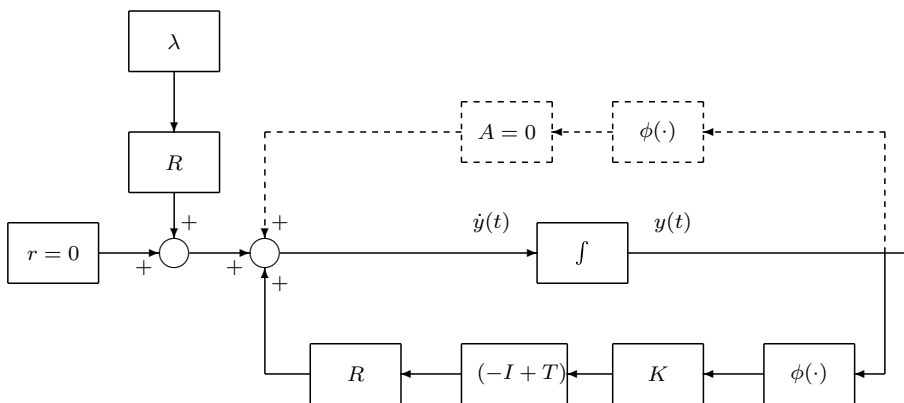 λ
R
A = 0
φ(·)
+
+
ẏ(t)
y(t)
r = 0
∫
+
+
+
R
(−I + T)
K
φ(·)